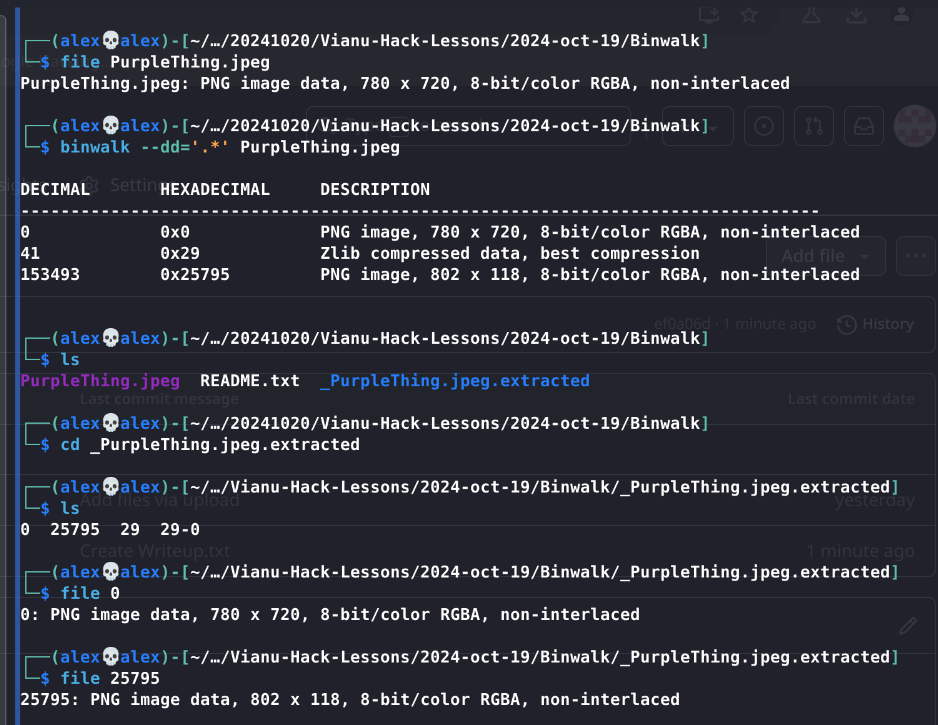 ┌──(alex💀alex)-[~/…/20241020/Vianu-Hack-Lessons/2024-oct-19/Binwalk]
└─$ file PurpleThing.jpeg
PurpleThing.jpeg: PNG image data, 780 x 720, 8-bit/color RGBA, non-interlaced
┌──(alex💀alex)-[~/…/20241020/Vianu-Hack-Lessons/2024-oct-19/Binwalk]
└─$ binwalk --dd='.*' PurpleThing.jpeg
Settings
DECIMAL HEXADECIMAL DESCRIPTION
--------------------------------------------------------------------------------
0 0x0 PNG image, 780 x 720, 8-bit/color RGBA, non-interlaced
41 0x29 Zlib compressed data, best compression
Add file
153493 0x25795 PNG image, 802 x 118, 8-bit/color RGBA, non-interlaced
ef0a06d · 1 minute ago History
┌──(alex💀alex)-[~/…/20241020/Vianu-Hack-Lessons/2024-oct-19/Binwalk]
└─$ ls
PurpleThing.jpeg README.txt _PurpleThing.jpeg.extracted
Last commit message Last commit date
┌──(alex💀alex)-[~/…/20241020/Vianu-Hack-Lessons/2024-oct-19/Binwalk]
└─$ cd _PurpleThing.jpeg.extracted
┌──(alex💀alex)-[~/…/Vianu-Hack-Lessons/2024-oct-19/Binwalk/_PurpleThing.jpeg.extracted]
Add files via upload yesterday
└─$ ls
0 25795 29 29-0
Create Writeup.txt 1 minute ago
┌──(alex💀alex)-[~/…/Vianu-Hack-Lessons/2024-oct-19/Binwalk/_PurpleThing.jpeg.extracted]
└─$ file 0
0: PNG image data, 780 x 720, 8-bit/color RGBA, non-interlaced
┌──(alex💀alex)-[~/…/Vianu-Hack-Lessons/2024-oct-19/Binwalk/_PurpleThing.jpeg.extracted]
└─$ file 25795
25795: PNG image data, 802 x 118, 8-bit/color RGBA, non-interlaced